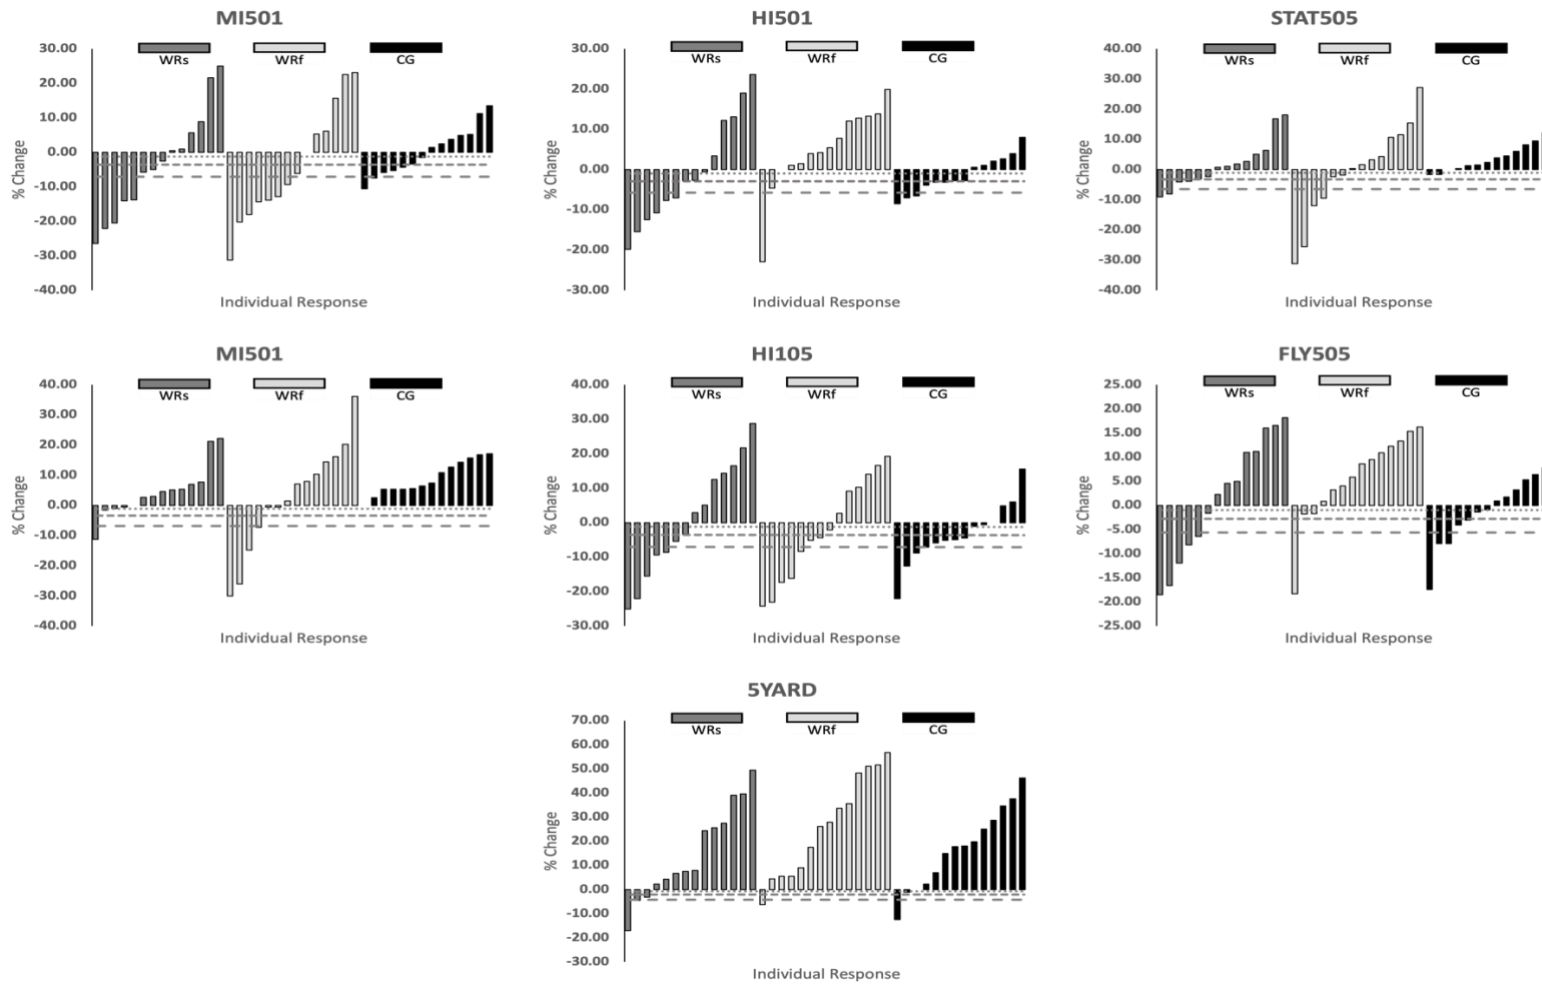 MI501
30.00
20.00
10.00
0.00
-10.00
-20.00
-30.00
-40.00
% Change
WRs
WRf
CG
Individual Response
HI501
30.00
20.00
10.00
0.00
-10.00
-20.00
-30.00
% Change
WRs
WRf
CG
Individual Response
STAT505
40.00
30.00
20.00
10.00
0.00
-10.00
-20.00
-30.00
-40.00
% Change
WRs
WRf
CG
Individual Response
MI501
40.00
30.00
20.00
10.00
0.00
-10.00
-20.00
-30.00
-40.00
% Change
WRs
WRf
CG
Individual Response
HI105
40.00
30.00
20.00
10.00
0.00
-10.00
-20.00
-30.00
% Change
WRs
WRf
CG
Individual Response
FLY505
25.00
20.00
15.00
10.00
5.00
0.00
-5.00
-10.00
-15.00
-20.00
-25.00
% Change
WRs
WRf
CG
Individual Response
5YARD
70.00
60.00
50.00
40.00
30.00
20.00
10.00
0.00
-10.00
-20.00
-30.00
% Change
WRs
WRf
CG
Individual Response